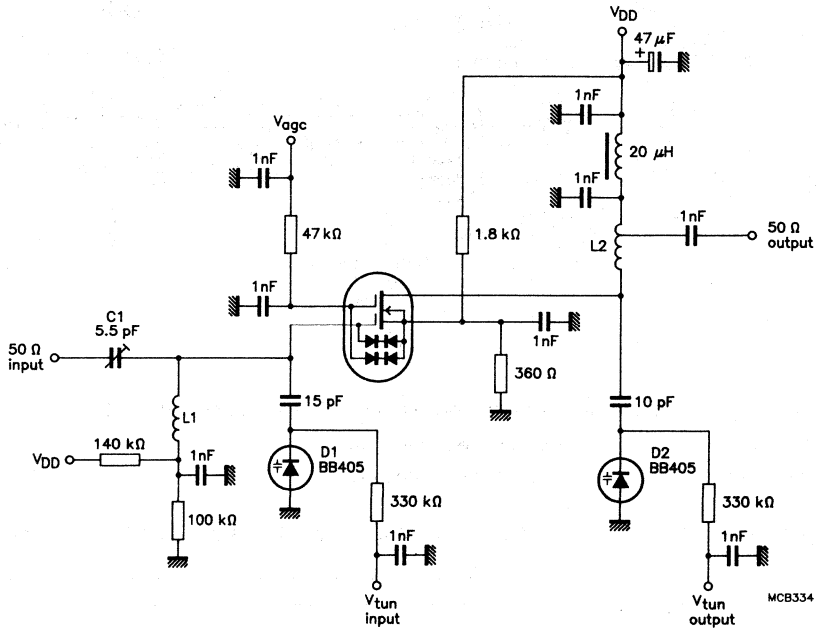 VDD
47 μF
+
1nF
Vagc
1nF
20 μH
1nF
47 kΩ
1.8 kΩ
1nF
50 Ω
output
L2
1nF
C1
5.5 pF
50 Ω
input
1nF
360 Ω
15 pF
10 pF
L1
140 kΩ
VDD
1nF
D1
BB405
D2
BB405
100 kΩ
330 kΩ
330 kΩ
1nF
1nF
Vtun
input
Vtun
output
MCB334